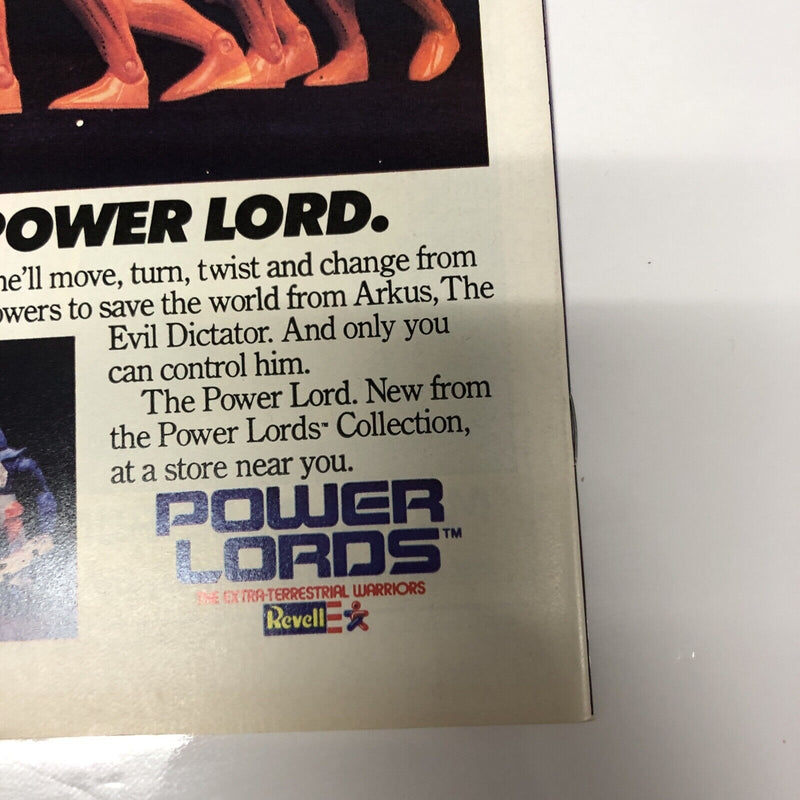 POWER LORD.
he'll move, turn, twist and change from
owers to save the world from Arkus, The
Evil Dictator. And only you
can control him.
The Power Lord. New from
the Power Lords™ Collection,
at a store near you.
POWER
LORDS™
THE EXTRA-TERRESTRIAL WARRIORS
Revell